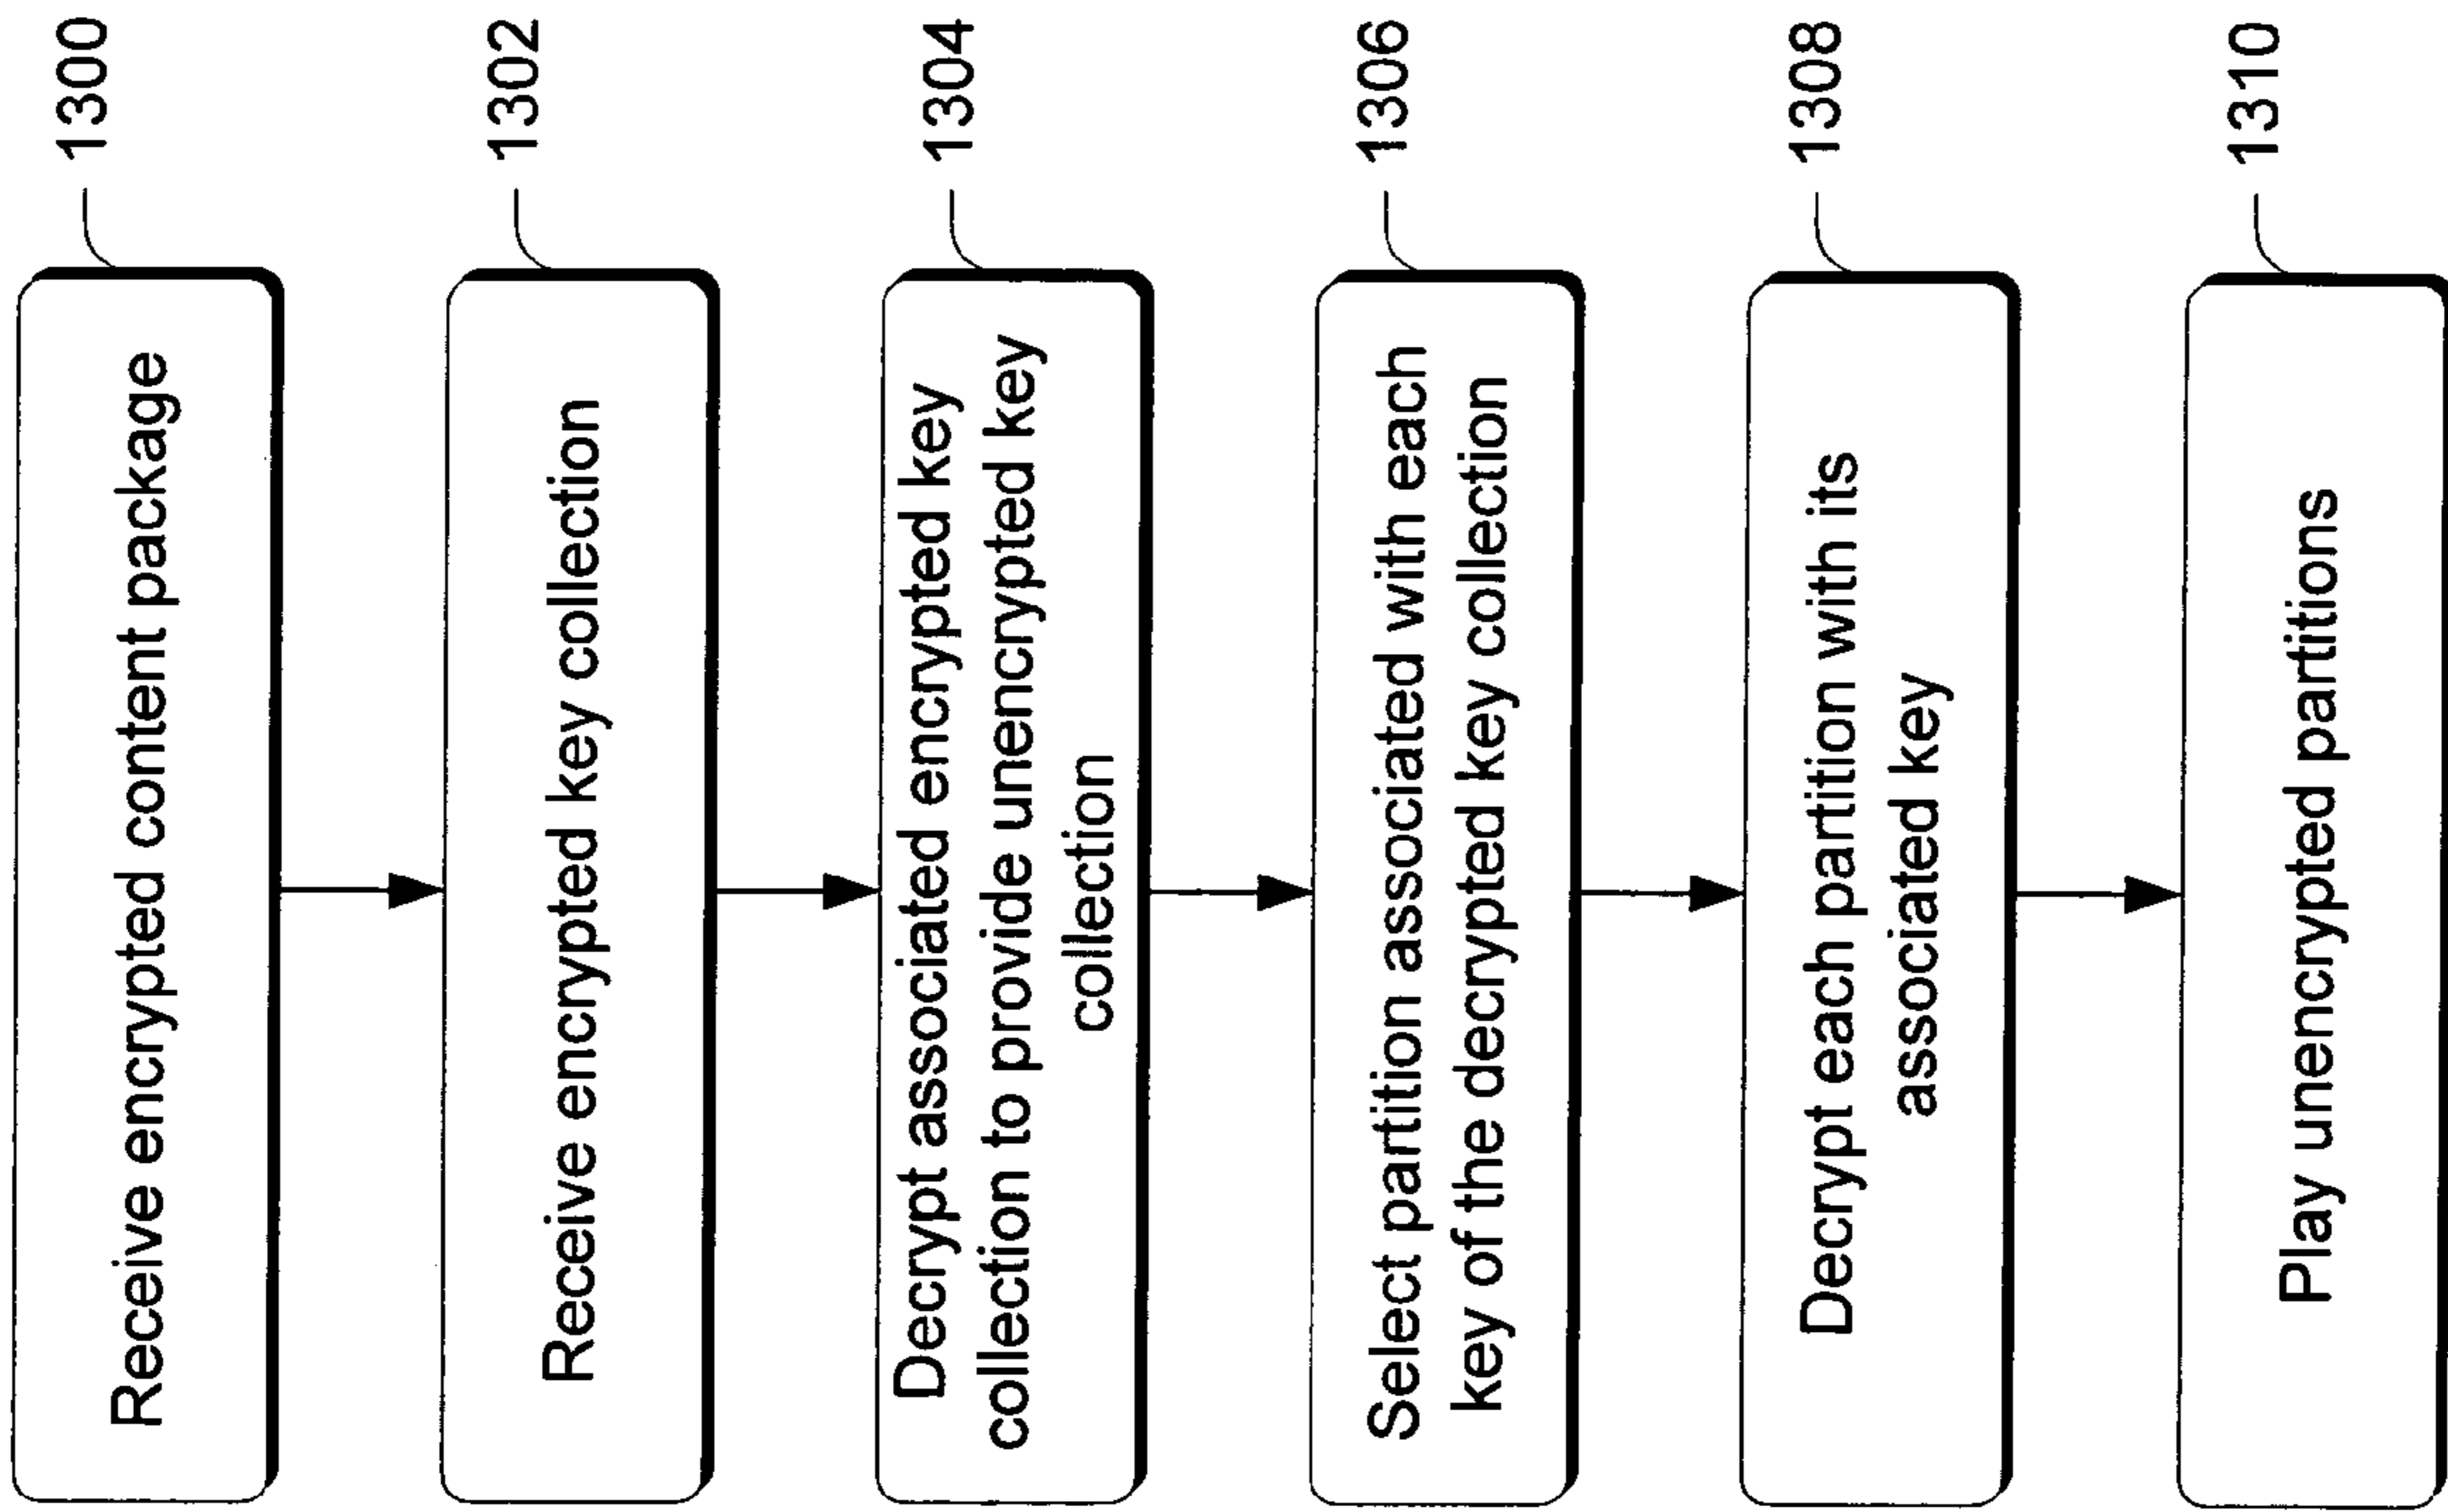 Receive encrypted content package
1300
Receive encrypted key collection
1302
Decrypt associated encrypted key
collection to provide unencrypted key
collection
1304
Select partition associated with each
key of the decrypted key collection
1306
Decrypt each partition with its
associated key
1308
Play unencrypted partitions
1310